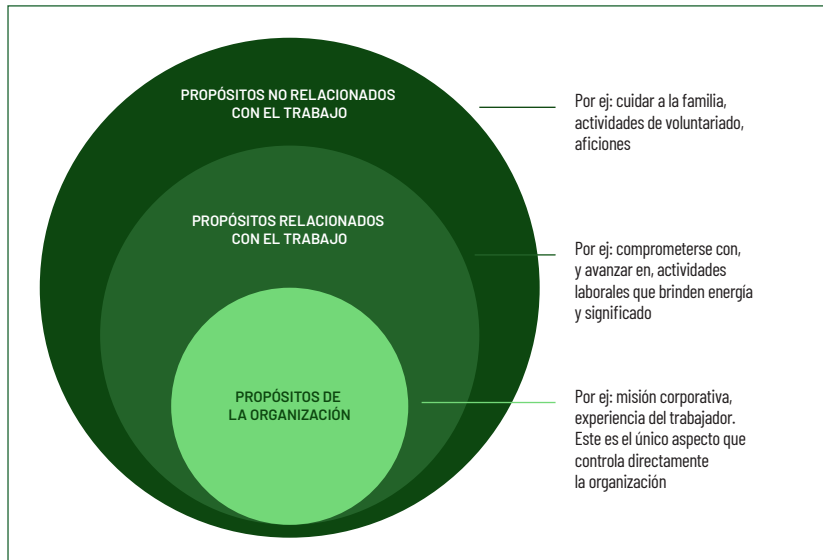 PROPÓSITOS NO RELACIONADOS
CON EL TRABAJO
Por ej: cuidar a la familia,
actividades de voluntariado,
aficiones
PROPÓSITOS RELACIONADOS
CON EL TRABAJO
Por ej: comprometerse con,
y avanzar en, actividades
laborales que brinden energía
y significado
PROPÓSITOS DE
LA ORGANIZACIÓN
Por ej: misión corporativa,
experiencia del trabajador.
Este es el único aspecto que
controla directamente
la organización